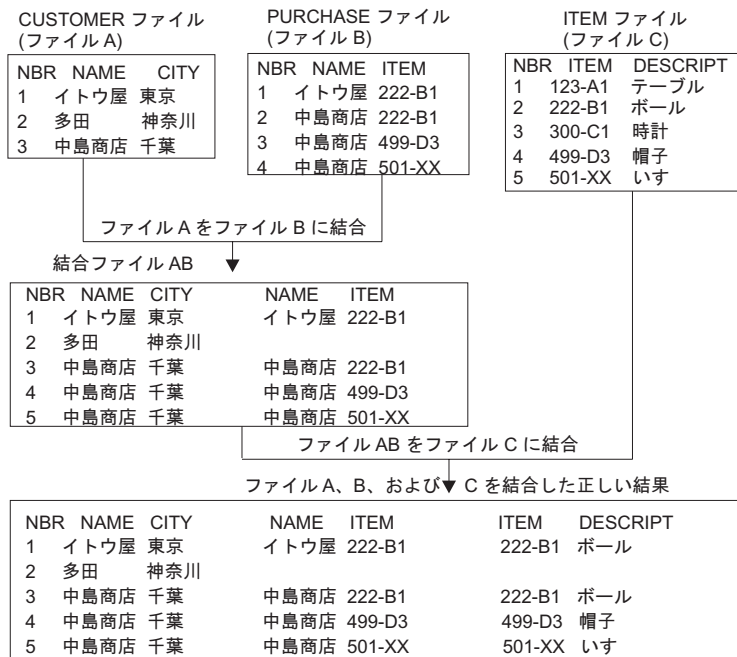 CUSTOMER ファイル
(ファイル A)
NBR NAME CITY
1 イトウ屋 東京
2 多田 神奈川
3 中島商店 千葉
PURCHASE ファイル
(ファイル B)
NBR NAME ITEM
1 イトウ屋 222-B1
2 中島商店 222-B1
3 中島商店 499-D3
4 中島商店 501-XX
ITEM ファイル
(ファイル C)
NBR ITEM DESCRIPT
1 123-A1 テーブル
2 222-B1 ボール
3 300-C1 時計
4 499-D3 帽子
5 501-XX いす
ファイル A をファイル B に結合
結合ファイル AB
NBR NAME CITY NAME ITEM
1 イトウ屋 東京 イトウ屋 222-B1
2 多田 神奈川
3 中島商店 千葉 中島商店 222-B1
4 中島商店 千葉 中島商店 499-D3
5 中島商店 千葉 中島商店 501-XX
ファイル AB をファイル C に結合
ファイル A、B、および C を結合した正しい結果
NBR NAME CITY NAME ITEM ITEM DESCRIPT
1 イトウ屋 東京 イトウ屋 222-B1 222-B1 ボール
2 多田 神奈川
3 中島商店 千葉 中島商店 222-B1 222-B1 ボール
4 中島商店 千葉 中島商店 499-D3 499-D3 帽子
5 中島商店 千葉 中島商店 501-XX 501-XX いす